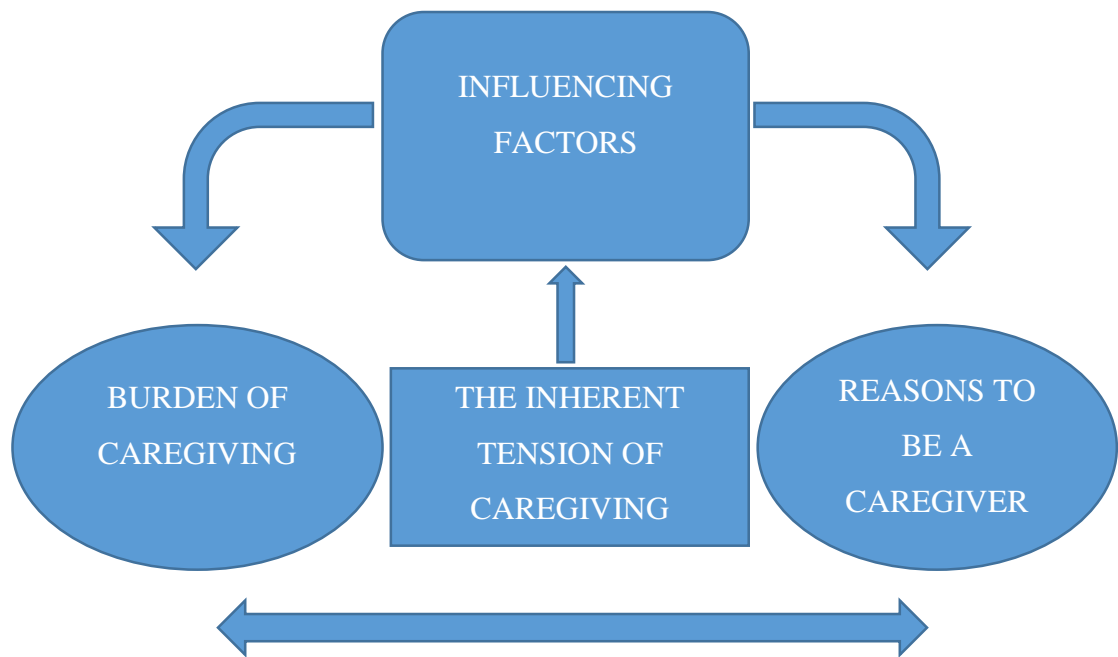 INFLUENCING
FACTORS
BURDEN OF
CAREGIVING
THE INHERENT
TENSION OF
CAREGIVING
REASONS TO
BE A
CAREGIVER